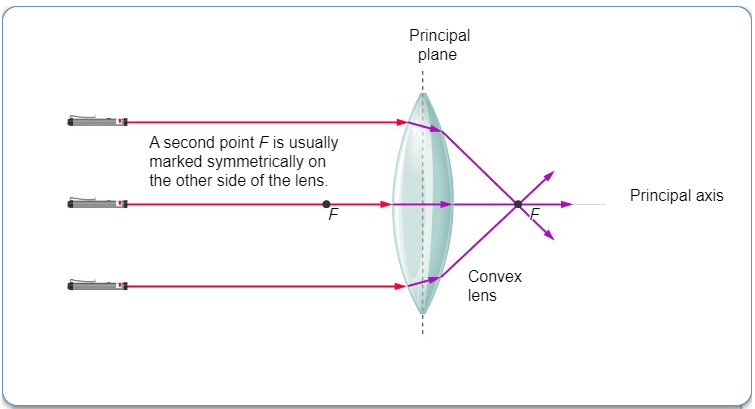 Principal
plane
A second point F is usually
marked symmetrically on
the other side of the lens.
F
F
Principal axis
Convex
lens